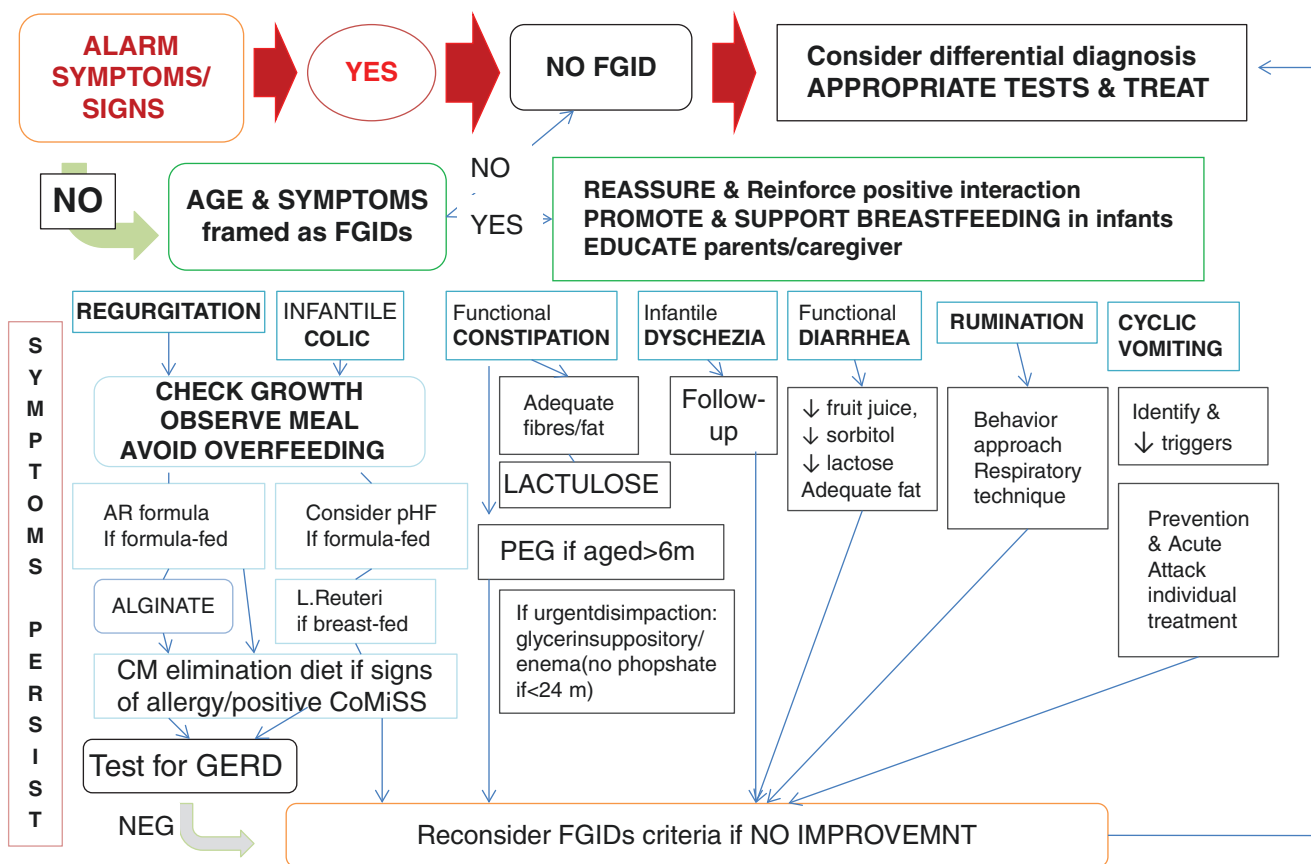 ALARM
SYMPTOMS/
SIGNS
YES
NO FGID
Consider differential diagnosis
APPROPRIATE TESTS & TREAT
NO
AGE & SYMPTOMS
framed as FGIDs
NO
YES
REASSURE & Reinforce positive interaction
PROMOTE & SUPPORT BREASTFEEDING in infants
EDUCATE parents/caregiver
SYMPTOMS PERSIST
REGURGITATION
INFANTILE
COLIC
Functional
CONSTIPATION
Infantile
DYSCHEZIA
Functional
DIARRHEA
RUMINATION
CYCLIC
VOMITING
CHECK GROWTH
OBSERVE MEAL
AVOID OVERFEEDING
Adequate
fibres/fat
LACTULOSE
Follow-
up
↓ fruit juice,
↓ sorbitol
↓ lactose
Adequate fat
Behavior
approach
Respiratory
technique
Identify &
↓ triggers
AR formula
If formula-fed
Consider pHF
If formula-fed
PEG if aged>6m
Prevention
& Acute
Attack
individual
treatment
ALGINATE
L.Reuteri
if breast-fed
If urgentdisimpaction:
glycerinsuppository/
enema(no phopshate
if<24 m)
CM elimination diet if signs
of allergy/positive CoMiSS
Test for GERD
NEG
Reconsider FGIDs criteria if NO IMPROVEMNT